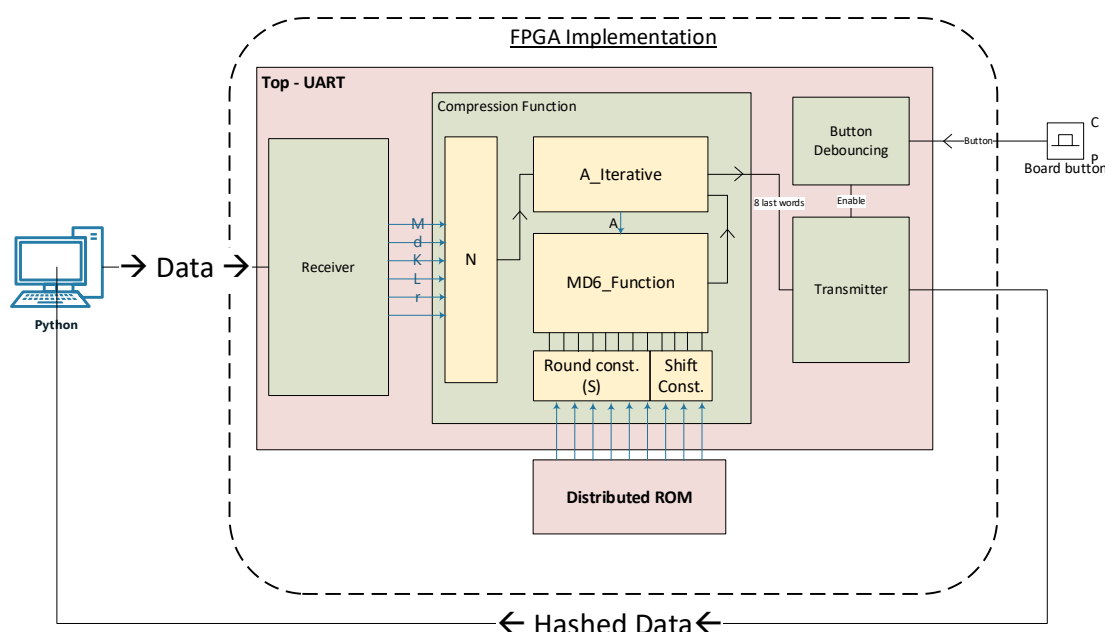 FPGA Implementation
Top - UART
Compression Function
Receiver
M
d
K
L
r
N
A_Iterative
A
MD6_Function
Round const.
(S)
Shift
Const.
8 last words
Button
Debouncing
Enable
Transmitter
Button
C
P
Board button
Data
Python
Distributed ROM
Hashed Data